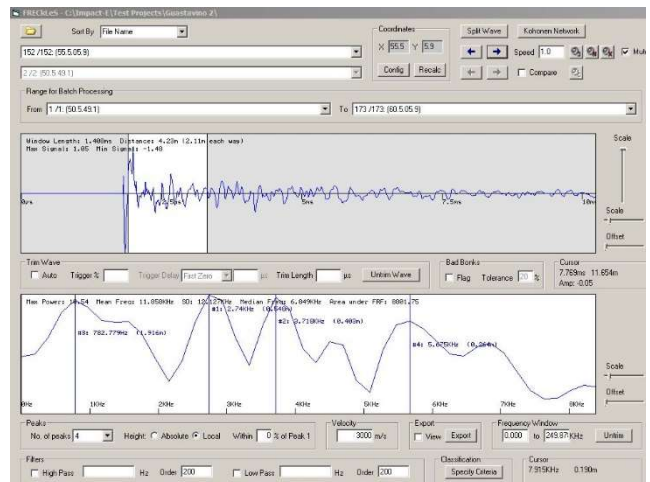 FRECkLeS - C:\Impact-E\Test Projects\Guastavino 2\
Sort By File Name
Coordinates
Split Wave Kohonen Network
X 55.5 Y 5.9
Speed 1.0 Mute
152 /152: (55.5.05.9)
2 /2: (50.5.49.1)
Config Recalc
Compare
Range for Batch Processing
From 1 /1: (50.5.49.1) To 173 /173: (60.5.05.9)
Window Length: 1.408ms Distance: 4.23m (2.11m each way)
Max Signal: 1.05 Min Signal: -1.48
Scale
0µs 2.5ms 5ms 7.5ms 10ms
Scale
Offset
Trim Wave
Auto Trigger % Trigger Delay Fast Zero µs Trim Length µs Untrim Wave
Bad Bonks
Flag Tolerance 20 %
Cursor
7.769ms 11.654m
Amp: -0.05
Max Power: 10.54 Mean Freq: 11.858KHz SD: 12.127KHz Median Freq: 6.849KHz Area under FRF: 8801.75
#1: 2.74KHz (0.548m)
#2: 3.718KHz (0.403m)
#3: 782.779Hz (1.916m)
#4: 5.675KHz (0.264m)
Scale
Offset
0Hz 1KHz 2KHz 3KHz 4KHz 5KHz 6KHz 7KHz 8KHz
Peaks
No. of peaks 4 Height: Absolute Local Within 0 % of Peak 1
Velocity
3000 m/s
Export
View Export
Frequency Window
0.000 to 249.87 KHz Untrim
Filters
High Pass Hz Order 200 Low Pass Hz Order 200
Classification
Specify Criteria
Cursor
7.915KHz 0.190m